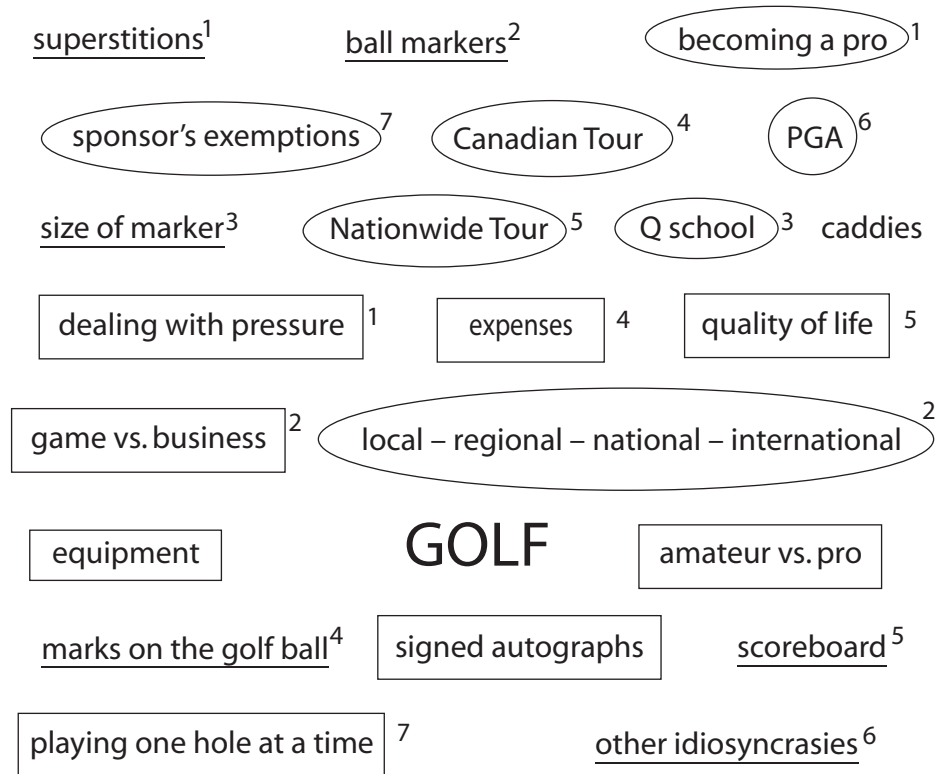 superstitions1 ball markers2 becoming a pro1
sponsor’s exemptions7 Canadian Tour4 PGA6
size of marker3 Nationwide Tour5 Q school3 caddies
dealing with pressure1 expenses4 quality of life5
game vs. business2 local – regional – national – international2
equipment GOLF amateur vs. pro
marks on the golf ball4 signed autographs scoreboard5
playing one hole at a time7 other idiosyncrasies6